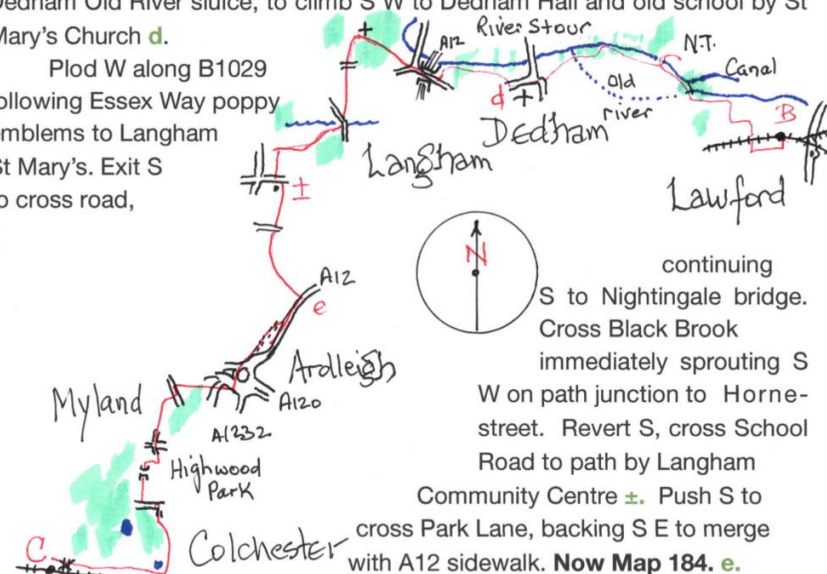 Dedham Old River sluice, to climb S W to Dedham Hall and old school by St
Mary's Church d.
Plod W along B1029
following Essex Way poppy
emblems to Langham
St Mary's. Exit S
to cross road,
continuing
S to Nightingale bridge.
Cross Black Brook
immediately sprouting S
W on path junction to Horne-
street. Revert S, cross School
Road to path by Langham
Community Centre ±. Push S to
cross Park Lane, backing S E to merge
with A12 sidewalk. Now Map 184. e.
River Stour
A12
N.T.
Canal
Old
river
d
Dedham
B
Langham
Lawford
±
N
A12
e
Ardleigh
A120
Myland
A1232
Highwood
Park
C
Colchester